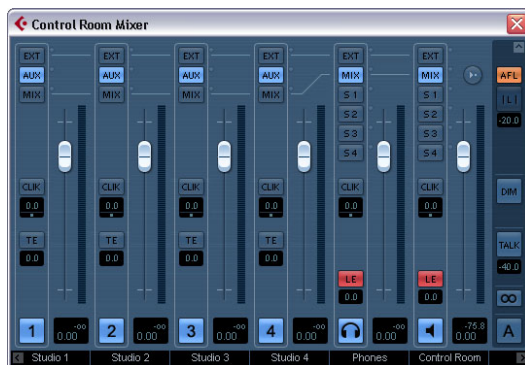 Control Room Mixer
EXT EXT EXT EXT EXT EXT
AUX AUX AUX AUX MIX MIX AFL
MIX MIX MIX MIX S 1 S 1 |L|
S 2 S 2 -20.0
S 3 S 3
S 4 S 4
CLIK CLIK CLIK CLIK CLIK CLIK DIM
0.0 0.0 0.0 0.0 0.0 0.0
TE TE TE TE TALK
0.0 0.0 0.0 0.0 -40.0
LE LE
0.0 0.0 ∞
1 -oo 2 -oo 3 -oo 4 -oo -oo -75.8 A
0.00 0.00 0.00 0.00 0.00 0.00
Studio 1 Studio 2 Studio 3 Studio 4 Phones Control Room